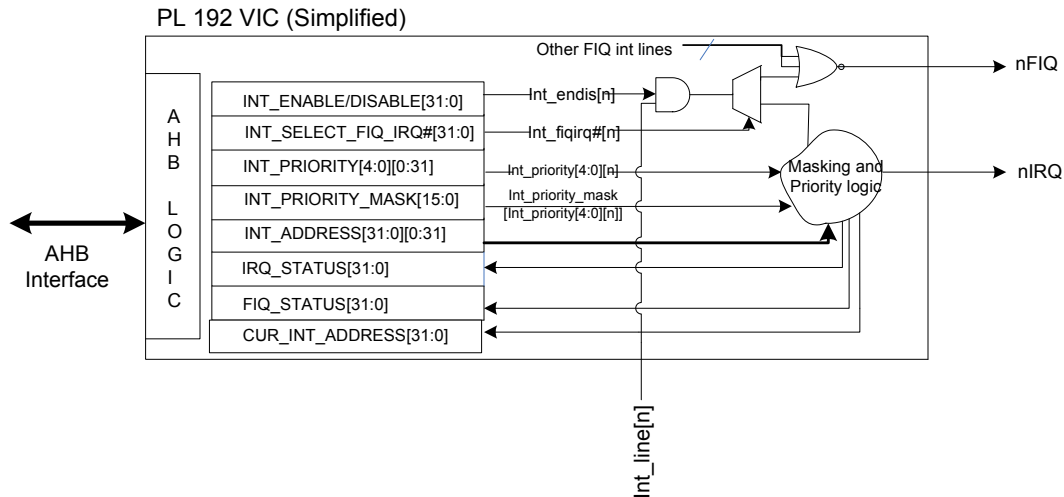 PL 192 VIC (Simplified)
Other FIQ int lines
nFIQ
AHB LOGIC
INT_ENABLE/DISABLE[31:0]
Int_endis[n]
INT_SELECT_FIQ_IRQ#[31:0]
Int_fiqirq#[n]
INT_PRIORITY[4:0][0:31]
Int_priority[4:0][n]
Masking and
Priority logic
nIRQ
INT_PRIORITY_MASK[15:0]
Int_priority_mask
[Int_priority[4:0][n]]
INT_ADDRESS[31:0][0:31]
AHB
Interface
IRQ_STATUS[31:0]
FIQ_STATUS[31:0]
CUR_INT_ADDRESS[31:0]
Int_line[n]